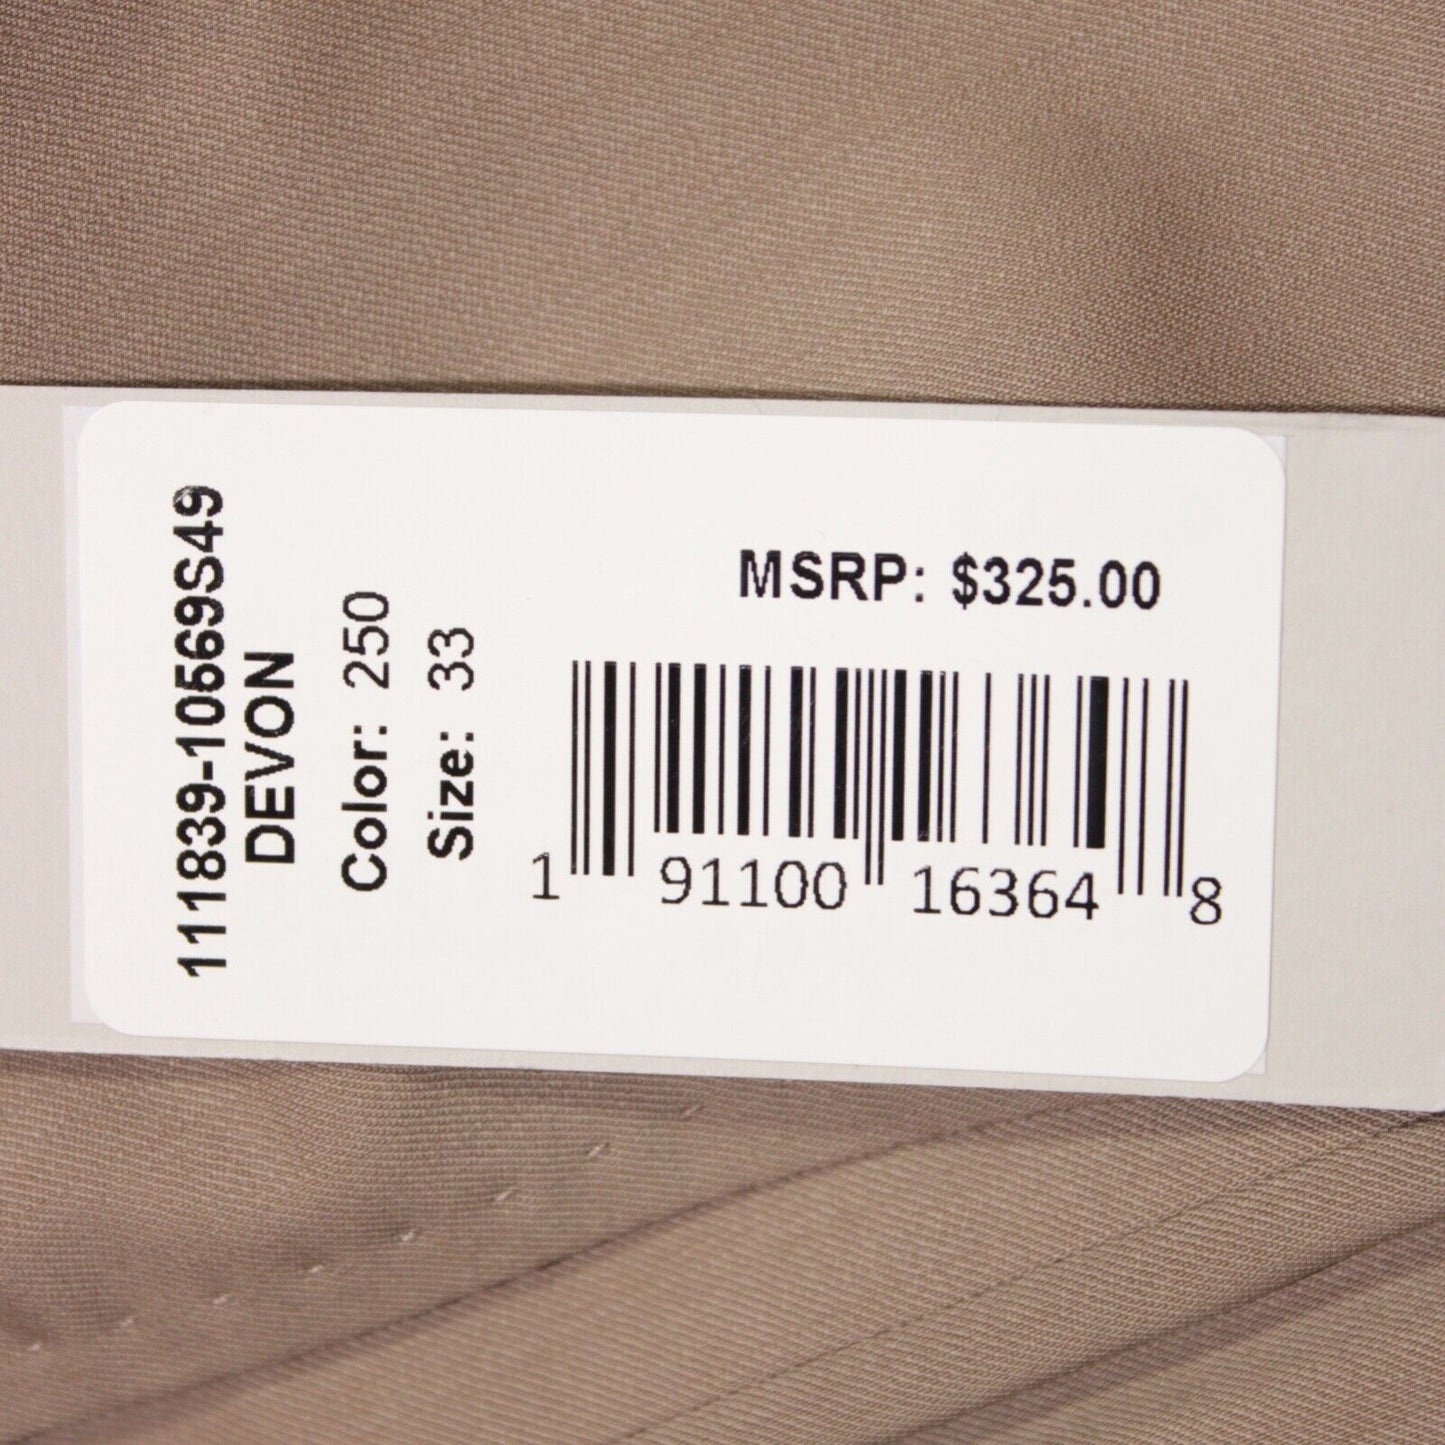 111839-10569S49
DEVON
Color: 250
Size: 33
MSRP: $325.00
1 91100 16364 8